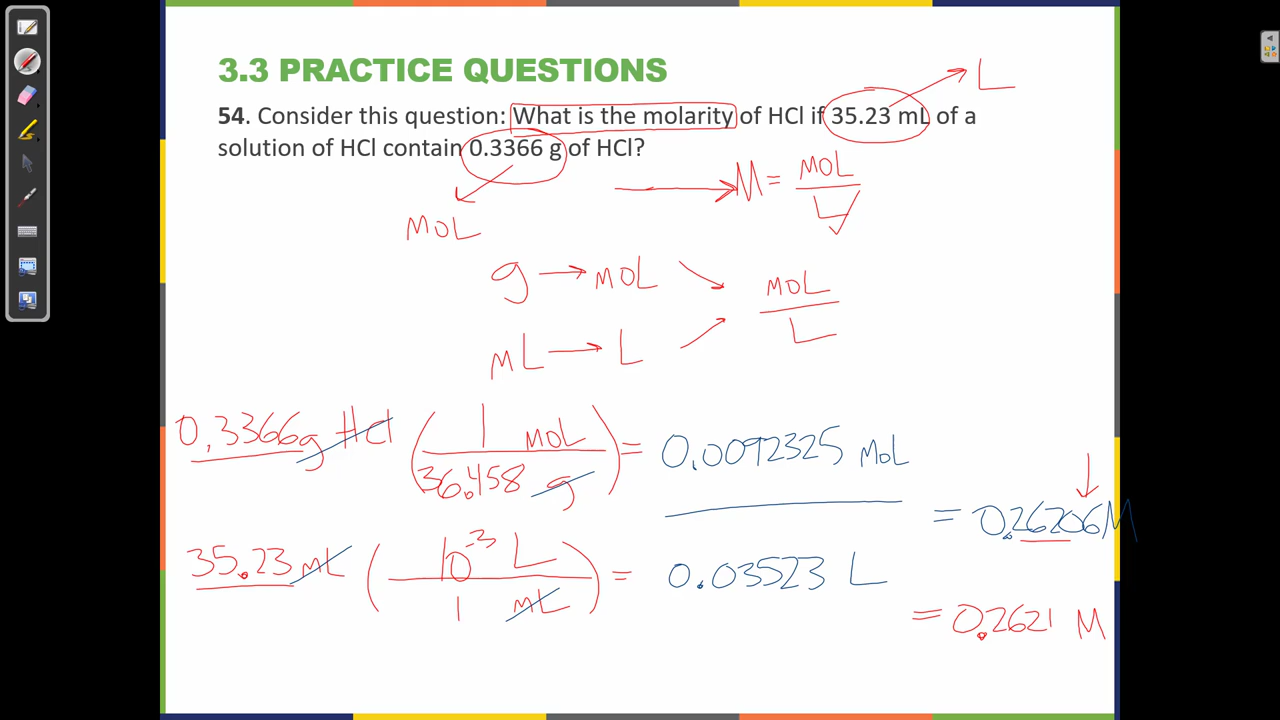 3.3 PRACTICE QUESTIONS
L
54. Consider this question: What is the molarity of HCl if 35.23 mL of a
solution of HCl contain 0.3366 g of HCl?
MOL
M = MOL / L
g → MOL
mL → L
MOL / L
0.3366g HCl ( 1 MOL / 36.458 g ) = 0.0092325 MOL
= 0.26206 M
35.23 mL ( 10⁻³ L / 1 mL ) = 0.03523 L
= 0.2621 M